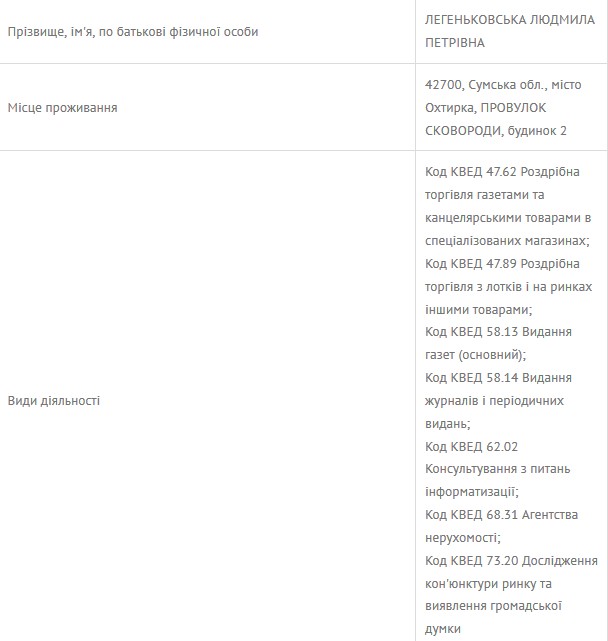 Прізвище, ім'я, по батькові фізичної особи
ЛЕГЕНЬКОВСЬКА ЛЮДМИЛА
ПЕТРІВНА
Місце проживання
42700, Сумська обл., місто
Охтирка, ПРОВУЛОК
СКОВОРОДИ, будинок 2
Види діяльності
Код КВЕД 47.62 Роздрібна
торгівля газетами та
канцелярськими товарами в
спеціалізованих магазинах;
Код КВЕД 47.89 Роздрібна
торгівля з лотків і на ринках
іншими товарами;
Код КВЕД 58.13 Видання
газет (основний);
Код КВЕД 58.14 Видання
журналів і періодичних
видань;
Код КВЕД 62.02
Консультування з питань
інформатизації;
Код КВЕД 68.31 Агентства
нерухомості;
Код КВЕД 73.20 Дослідження
кон'юнктури ринку та
виявлення громадської
думки